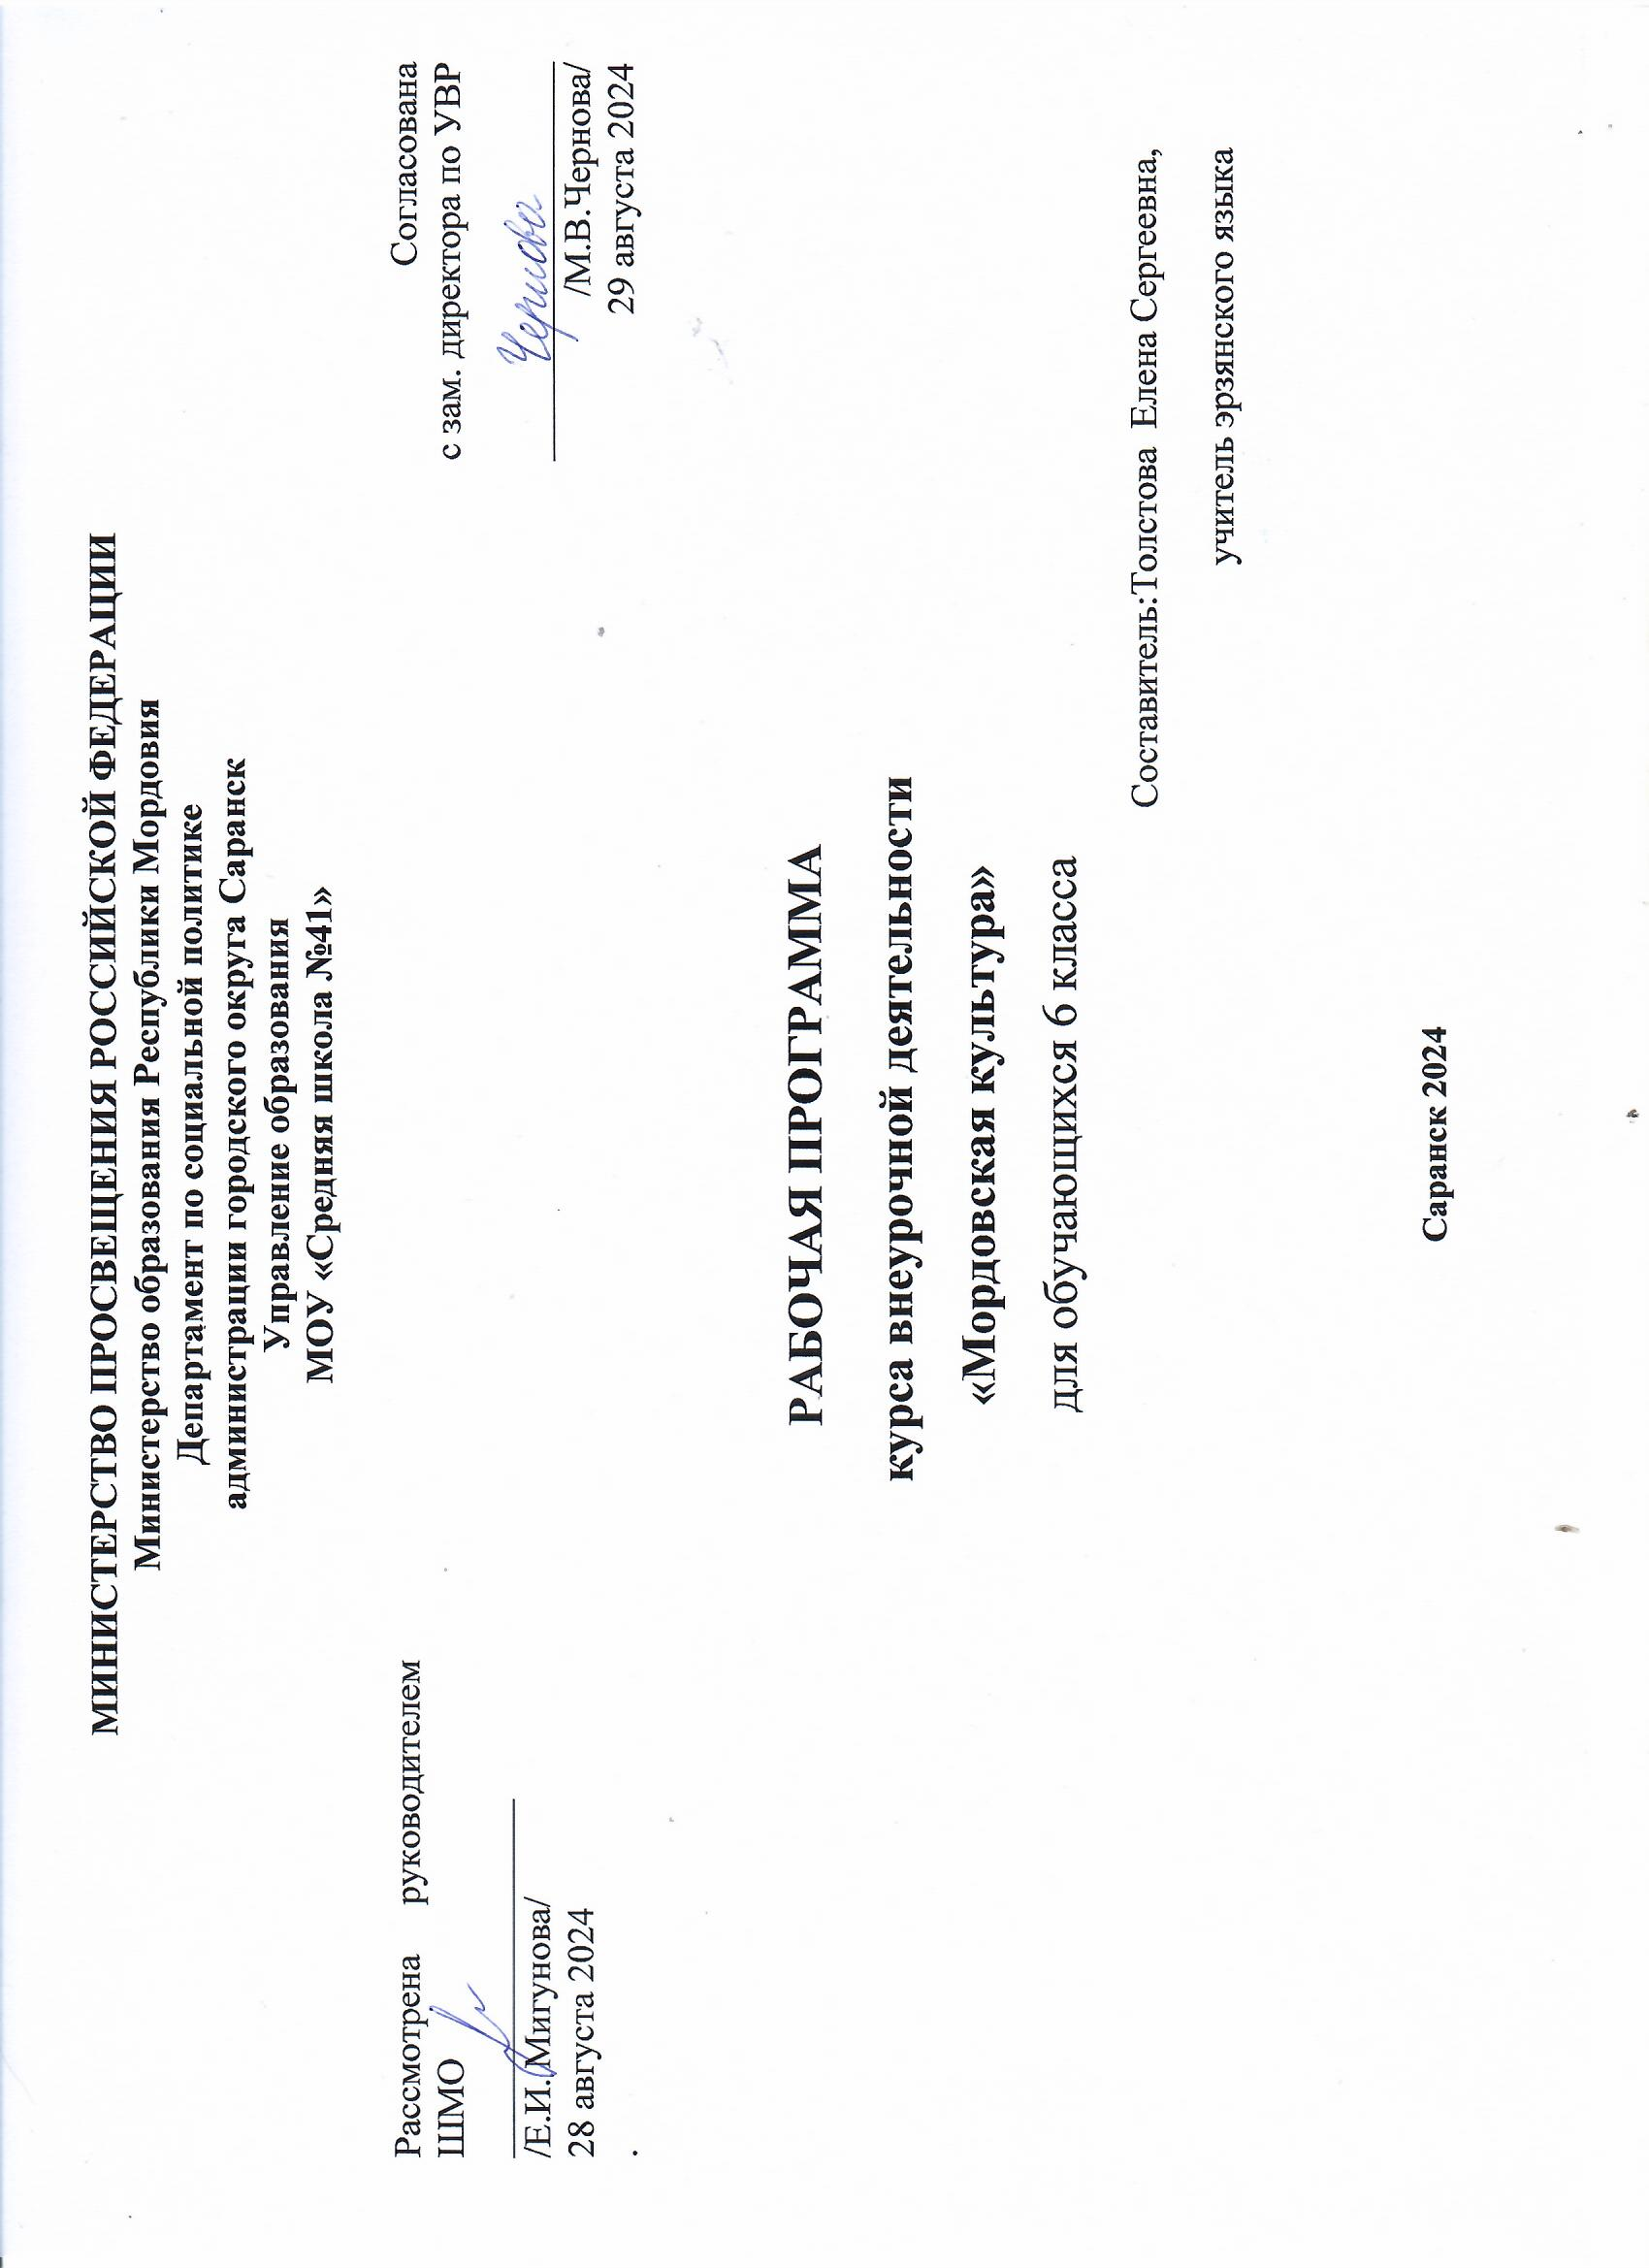 МИНИСТЕРСТВО ПРОСВЕЩЕНИЯ РОССИЙСКОЙ ФЕДЕРАЦИИ
Министерство образования Республики Мордовия
Департамент по социальной политике
администрации городского округа Саранск
Управление образования
МОУ «Средняя школа №41»
Рассмотрена руководителем
ШМО
/Е.И. Мигунова/
28 августа 2024
.
Согласована
с зам. директора по УВР
Чернова
/М.В.Чернова/
29 августа 2024
РАБОЧАЯ ПРОГРАММА
курса внеурочной деятельности
«Мордовская культура»
для обучающихся 6 класса
Составитель:Толстова Елена Сергеевна,
учитель эрзянского языка
Саранск 2024